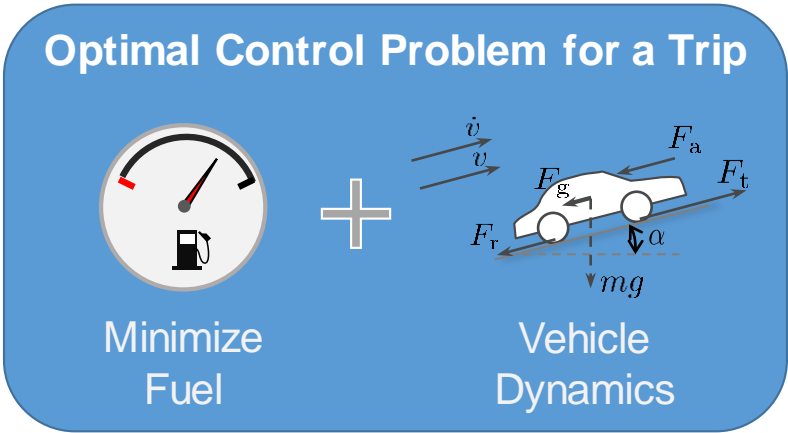 Optimal Control Problem for a Trip
v̇
v
F_a
F_g
F_t
F_r
α
mg
Minimize
Fuel
Vehicle
Dynamics